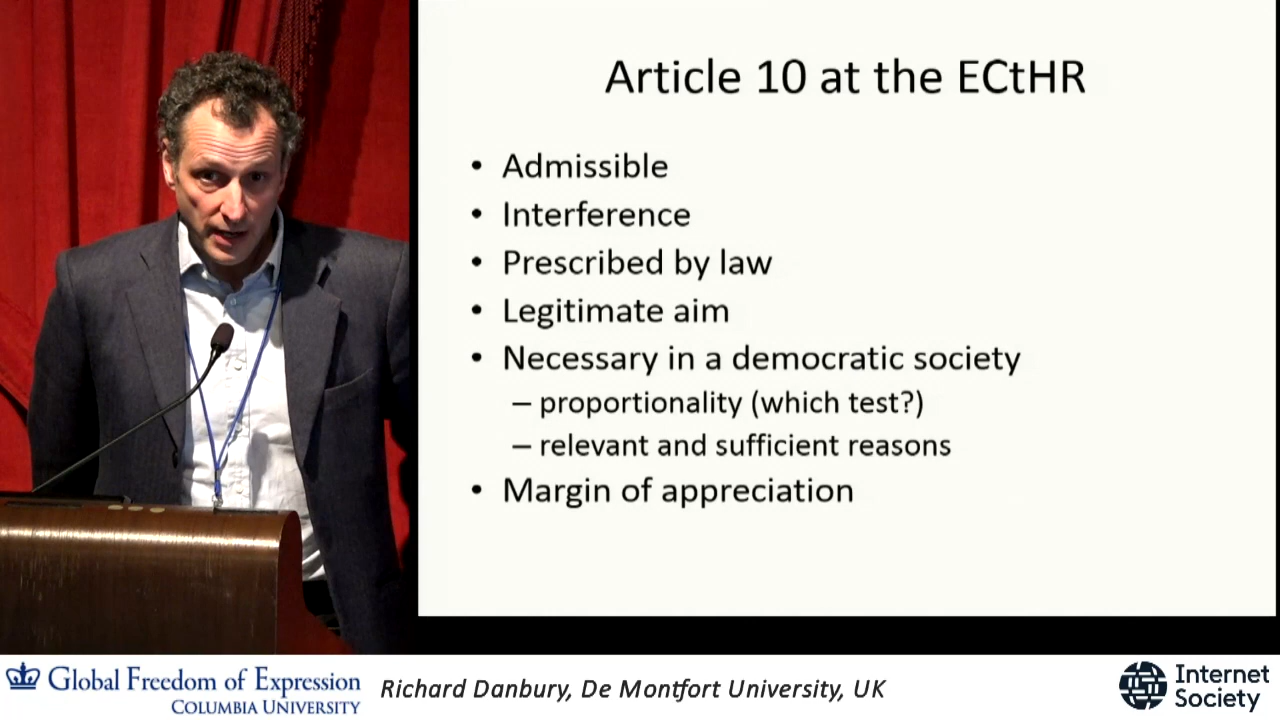 Article 10 at the ECtHR
• Admissible
• Interference
• Prescribed by law
• Legitimate aim
• Necessary in a democratic society
– proportionality (which test?)
– relevant and sufficient reasons
• Margin of appreciation
Global Freedom of Expression
COLUMBIA UNIVERSITY
Richard Danbury, De Montfort University, UK
Internet
Society